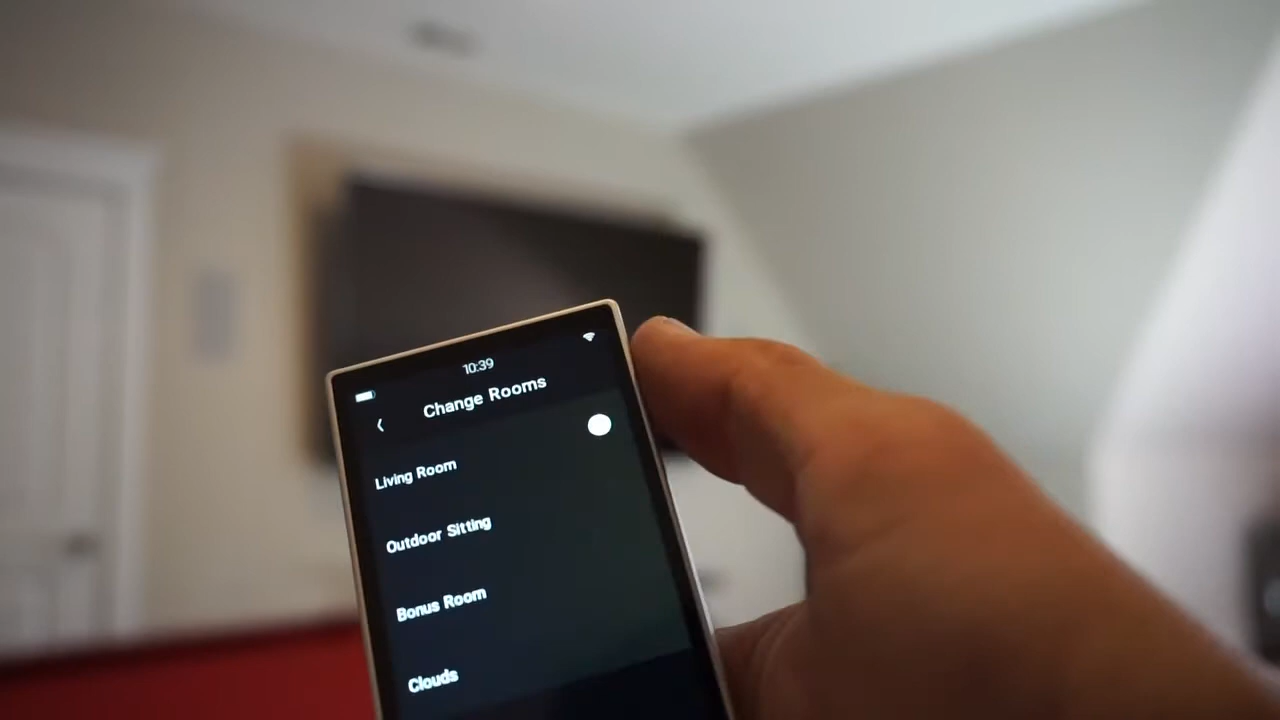 10:39
Change Rooms
Living Room
Outdoor Sitting
Bonus Room
Clouds